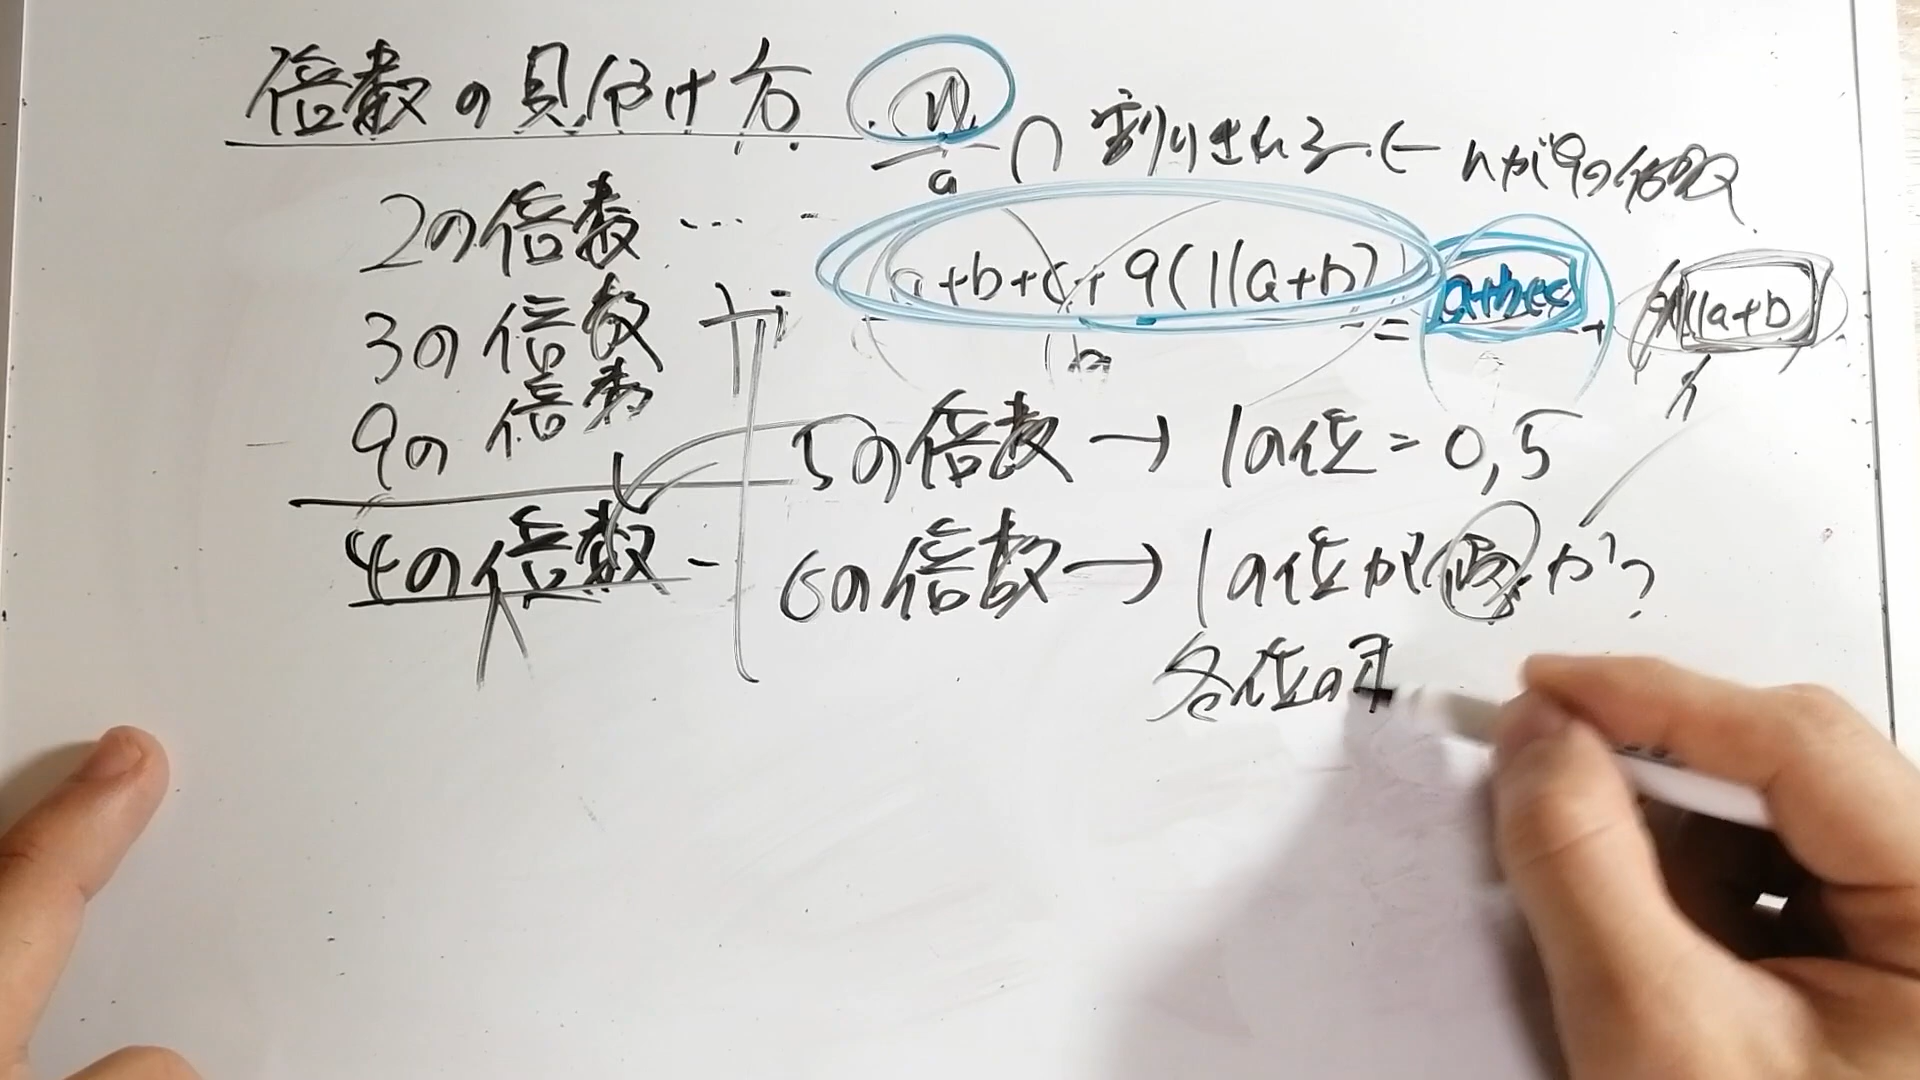 倍数の見分け方
n/9 が 割りきれる ← nが9の倍数
2の倍数 …
3の倍数
9の倍数
a+b+c+9(11a+b)
= a+b+c + 9(11a+b)
4の倍数 -
5の倍数 → 1の位=0,5
6の倍数 → 1の位が偶数か?
各位の